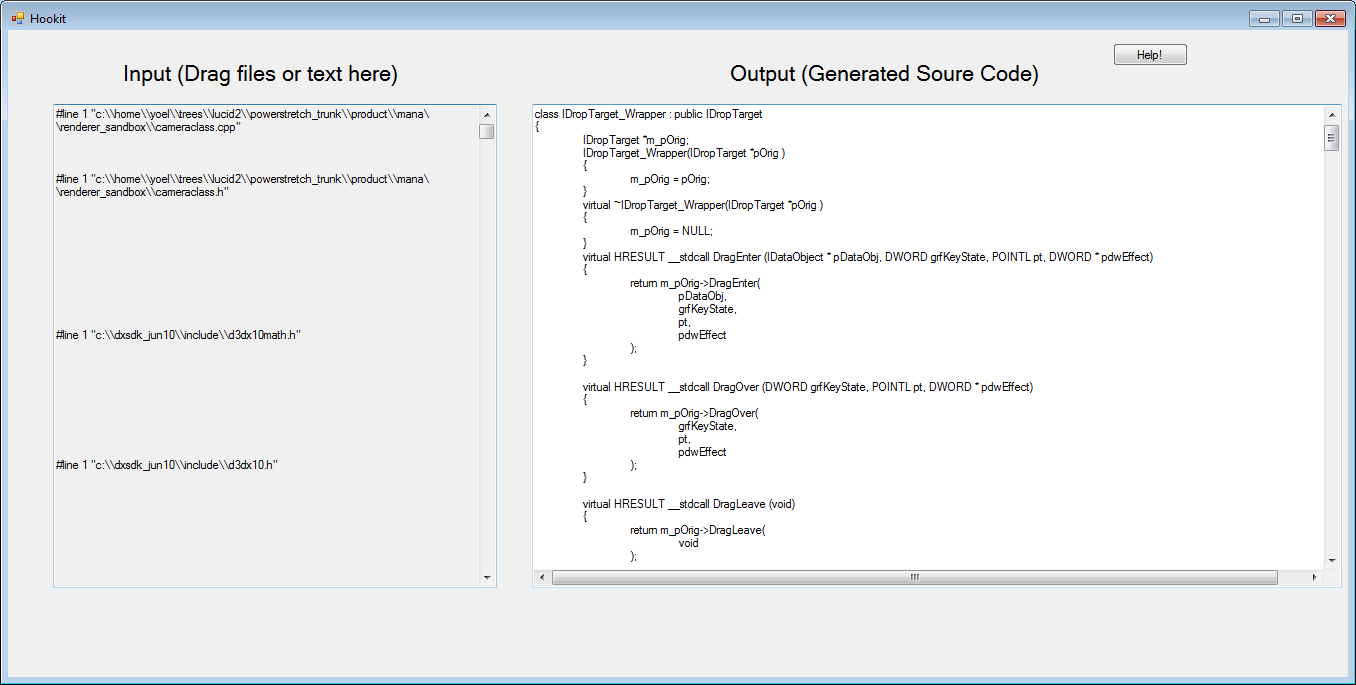 Hookit
Help!
Input (Drag files or text here)
Output (Generated Soure Code)
#line 1 "c:\\home\\yoel\\trees\\lucid2\\powerstretch_trunk\\product\\mana\
\renderer_sandbox\\cameraclass.cpp"
#line 1 "c:\\home\\yoel\\trees\\lucid2\\powerstretch_trunk\\product\\mana\
\renderer_sandbox\\cameraclass.h"
#line 1 "c:\\dxsdk_jun10\\include\\d3dx10math.h"
#line 1 "c:\\dxsdk_jun10\\include\\d3dx10.h"
class IDropTarget_Wrapper : public IDropTarget
{
IDropTarget *m_pOrig;
IDropTarget_Wrapper(IDropTarget *pOrig )
{
m_pOrig = pOrig;
}
virtual ~IDropTarget_Wrapper(IDropTarget *pOrig )
{
m_pOrig = NULL;
}
virtual HRESULT __stdcall DragEnter (IDataObject * pDataObj, DWORD grfKeyState, POINTL pt, DWORD * pdwEffect)
{
return m_pOrig->DragEnter(
pDataObj,
grfKeyState,
pt,
pdwEffect
);
}
virtual HRESULT __stdcall DragOver (DWORD grfKeyState, POINTL pt, DWORD * pdwEffect)
{
return m_pOrig->DragOver(
grfKeyState,
pt,
pdwEffect
);
}
virtual HRESULT __stdcall DragLeave (void)
{
return m_pOrig->DragLeave(
void
);